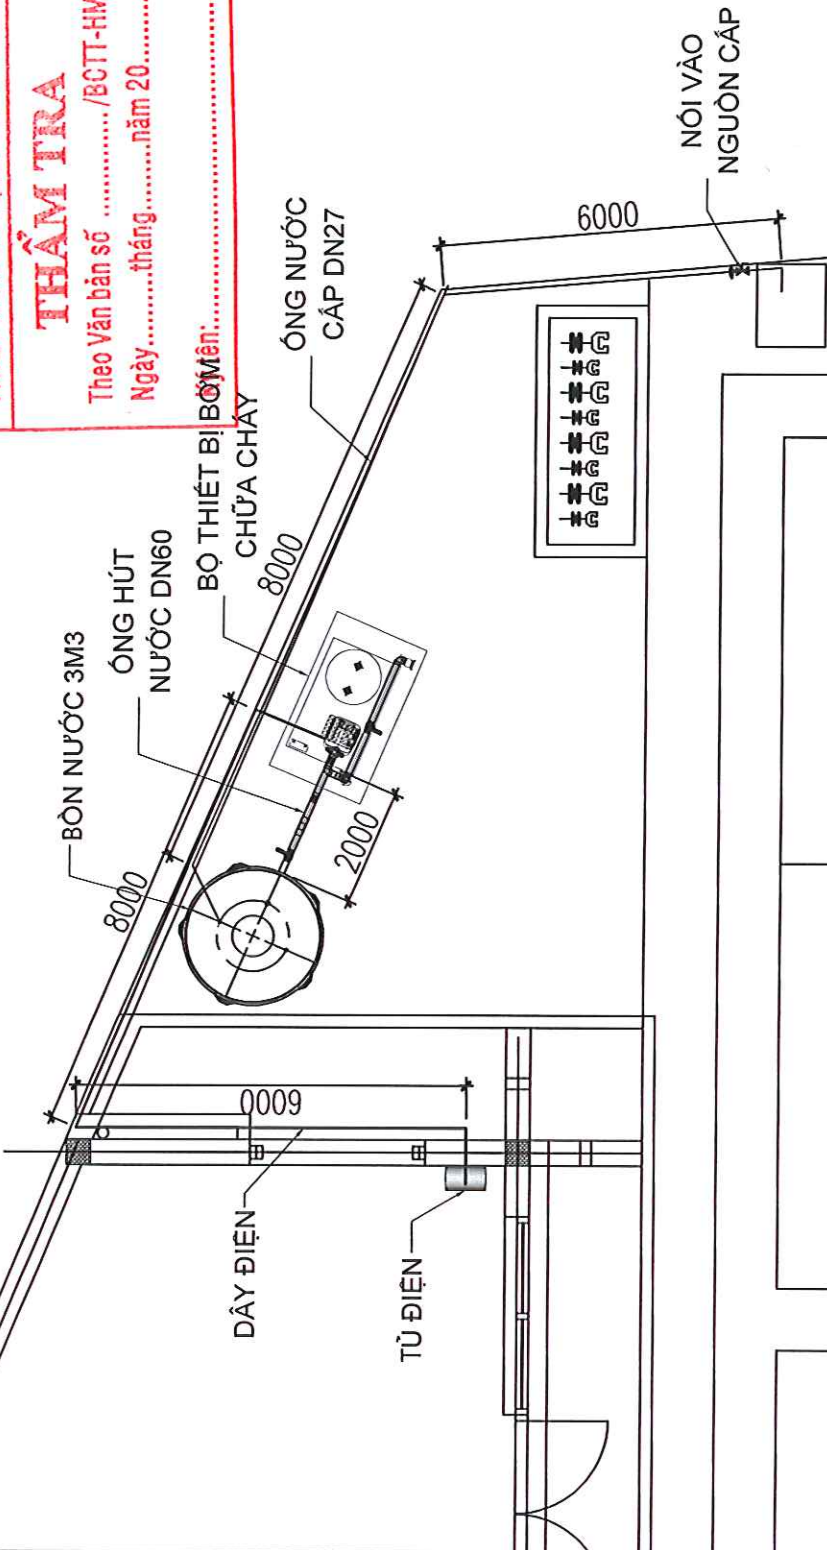 THẨM TRA
Theo Văn bản số ............../BCTT-HM
Ngày..........tháng..........năm 20
BÒN NƯỚC 3M3
ỐNG HÚT
NƯỚC DN60
BỘ THIẾT BỊ BƠM
CHỮA CHÁY
ỐNG NƯỚC
CẤP DN27
NỐI VÀO
NGUỒN CẤP
8000
8000
2000
6000
6000
DÂY ĐIỆN
TỦ ĐIỆN